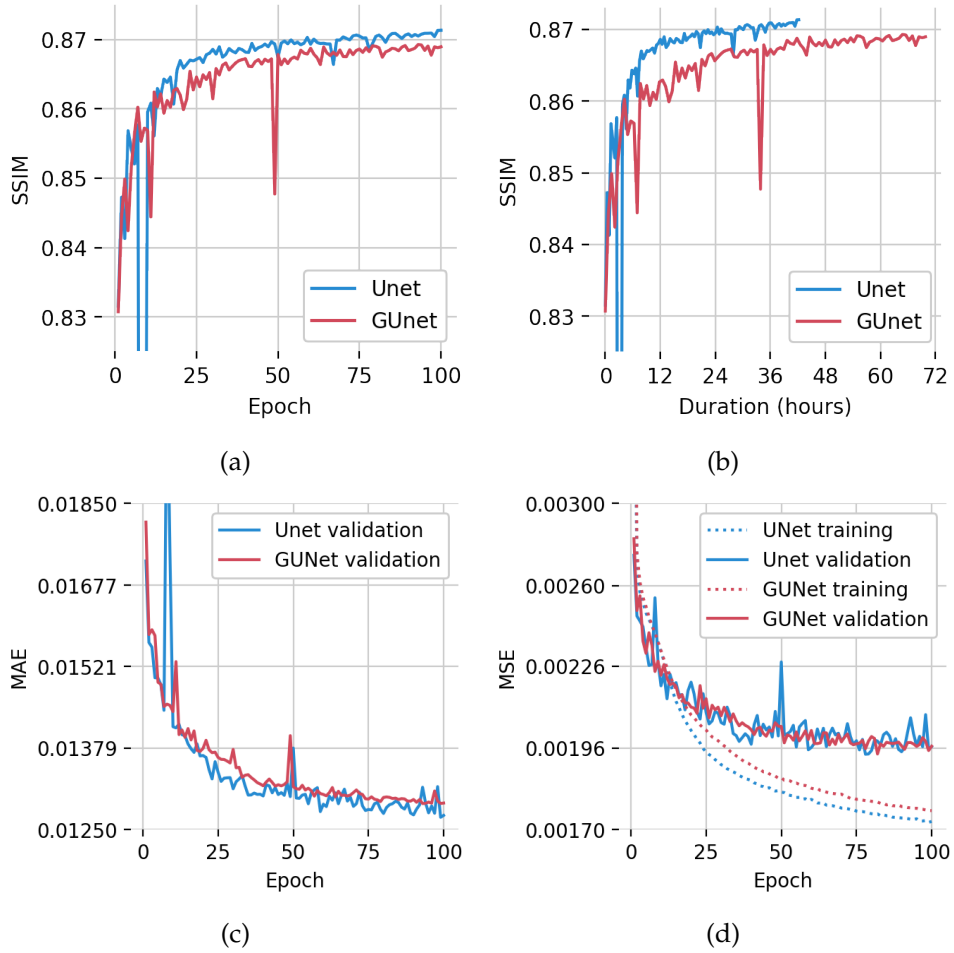 0.87
0.86
0.85
0.84
0.83
SSIM
Unet
GUnet
0 25 50 75 100
Epoch
(a)
0.87
0.86
0.85
0.84
0.83
SSIM
Unet
GUnet
0 12 24 36 48 60 72
Duration (hours)
(b)
0.01850
0.01677
0.01521
0.01379
0.01250
MAE
Unet validation
GUNet validation
0 25 50 75 100
Epoch
(c)
0.00300
0.00260
0.00226
0.00196
0.00170
MSE
UNet training
Unet validation
GUNet training
GUNet validation
0 25 50 75 100
Epoch
(d)